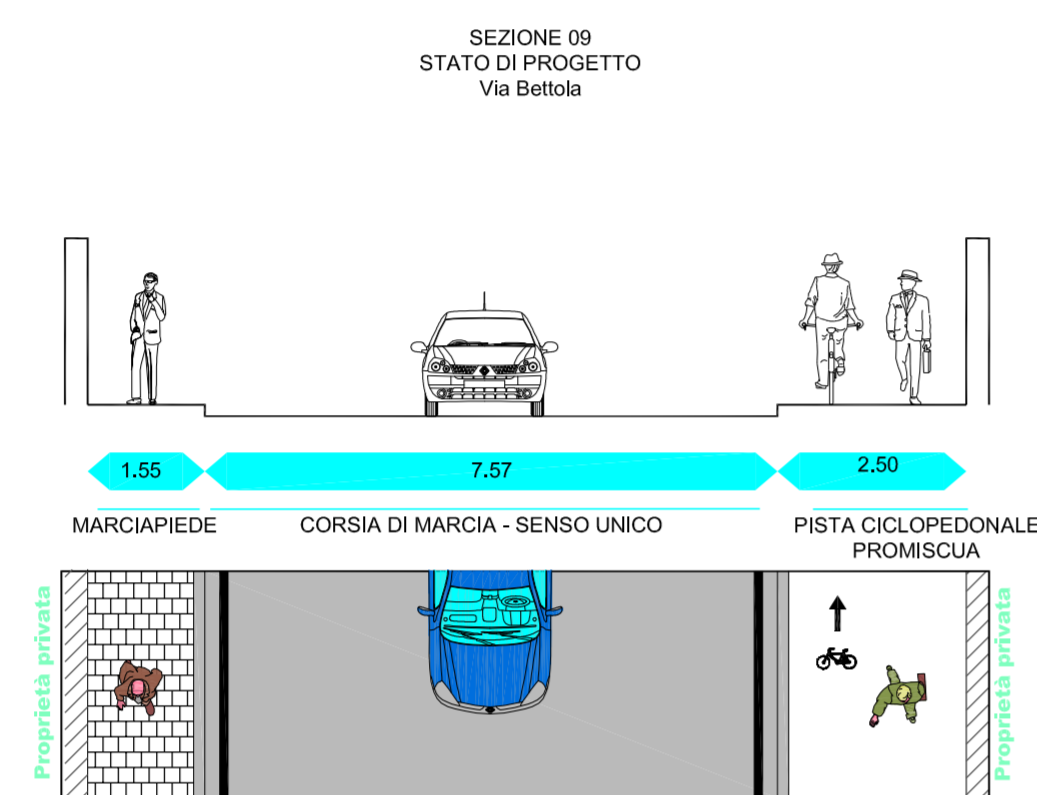 SEZIONE 09
STATO DI PROGETTO
Via Bettola
1.55
7.57
2.50
MARCIAPIEDE
CORSIA DI MARCIA - SENSO UNICO
PISTA CICLOPEDONALE
PROMISCUA
Proprietà privata
Proprietà privata